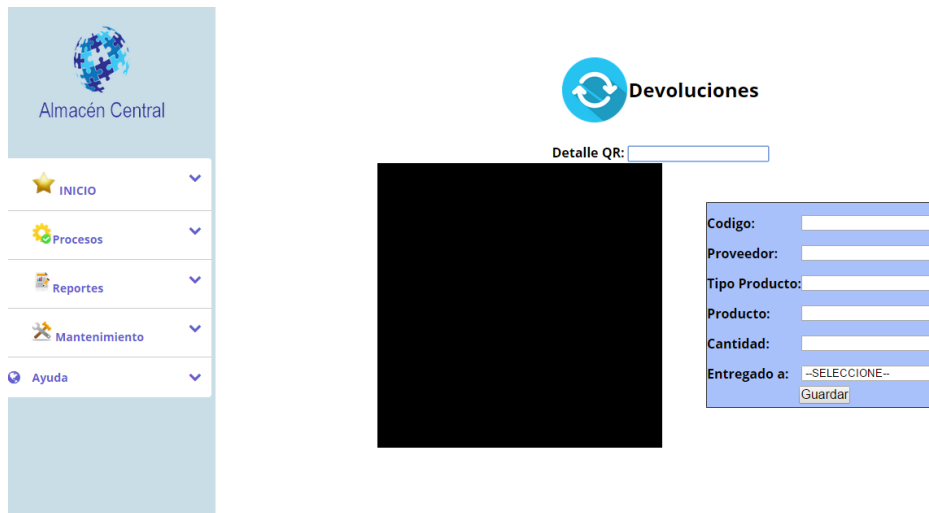 Almacén Central
INICIO
Procesos
Reportes
Mantenimiento
Ayuda
Devoluciones
Detalle QR:
Codigo:
Proveedor:
Tipo Producto:
Producto:
Cantidad:
Entregado a: --SELECCIONE--
Guardar